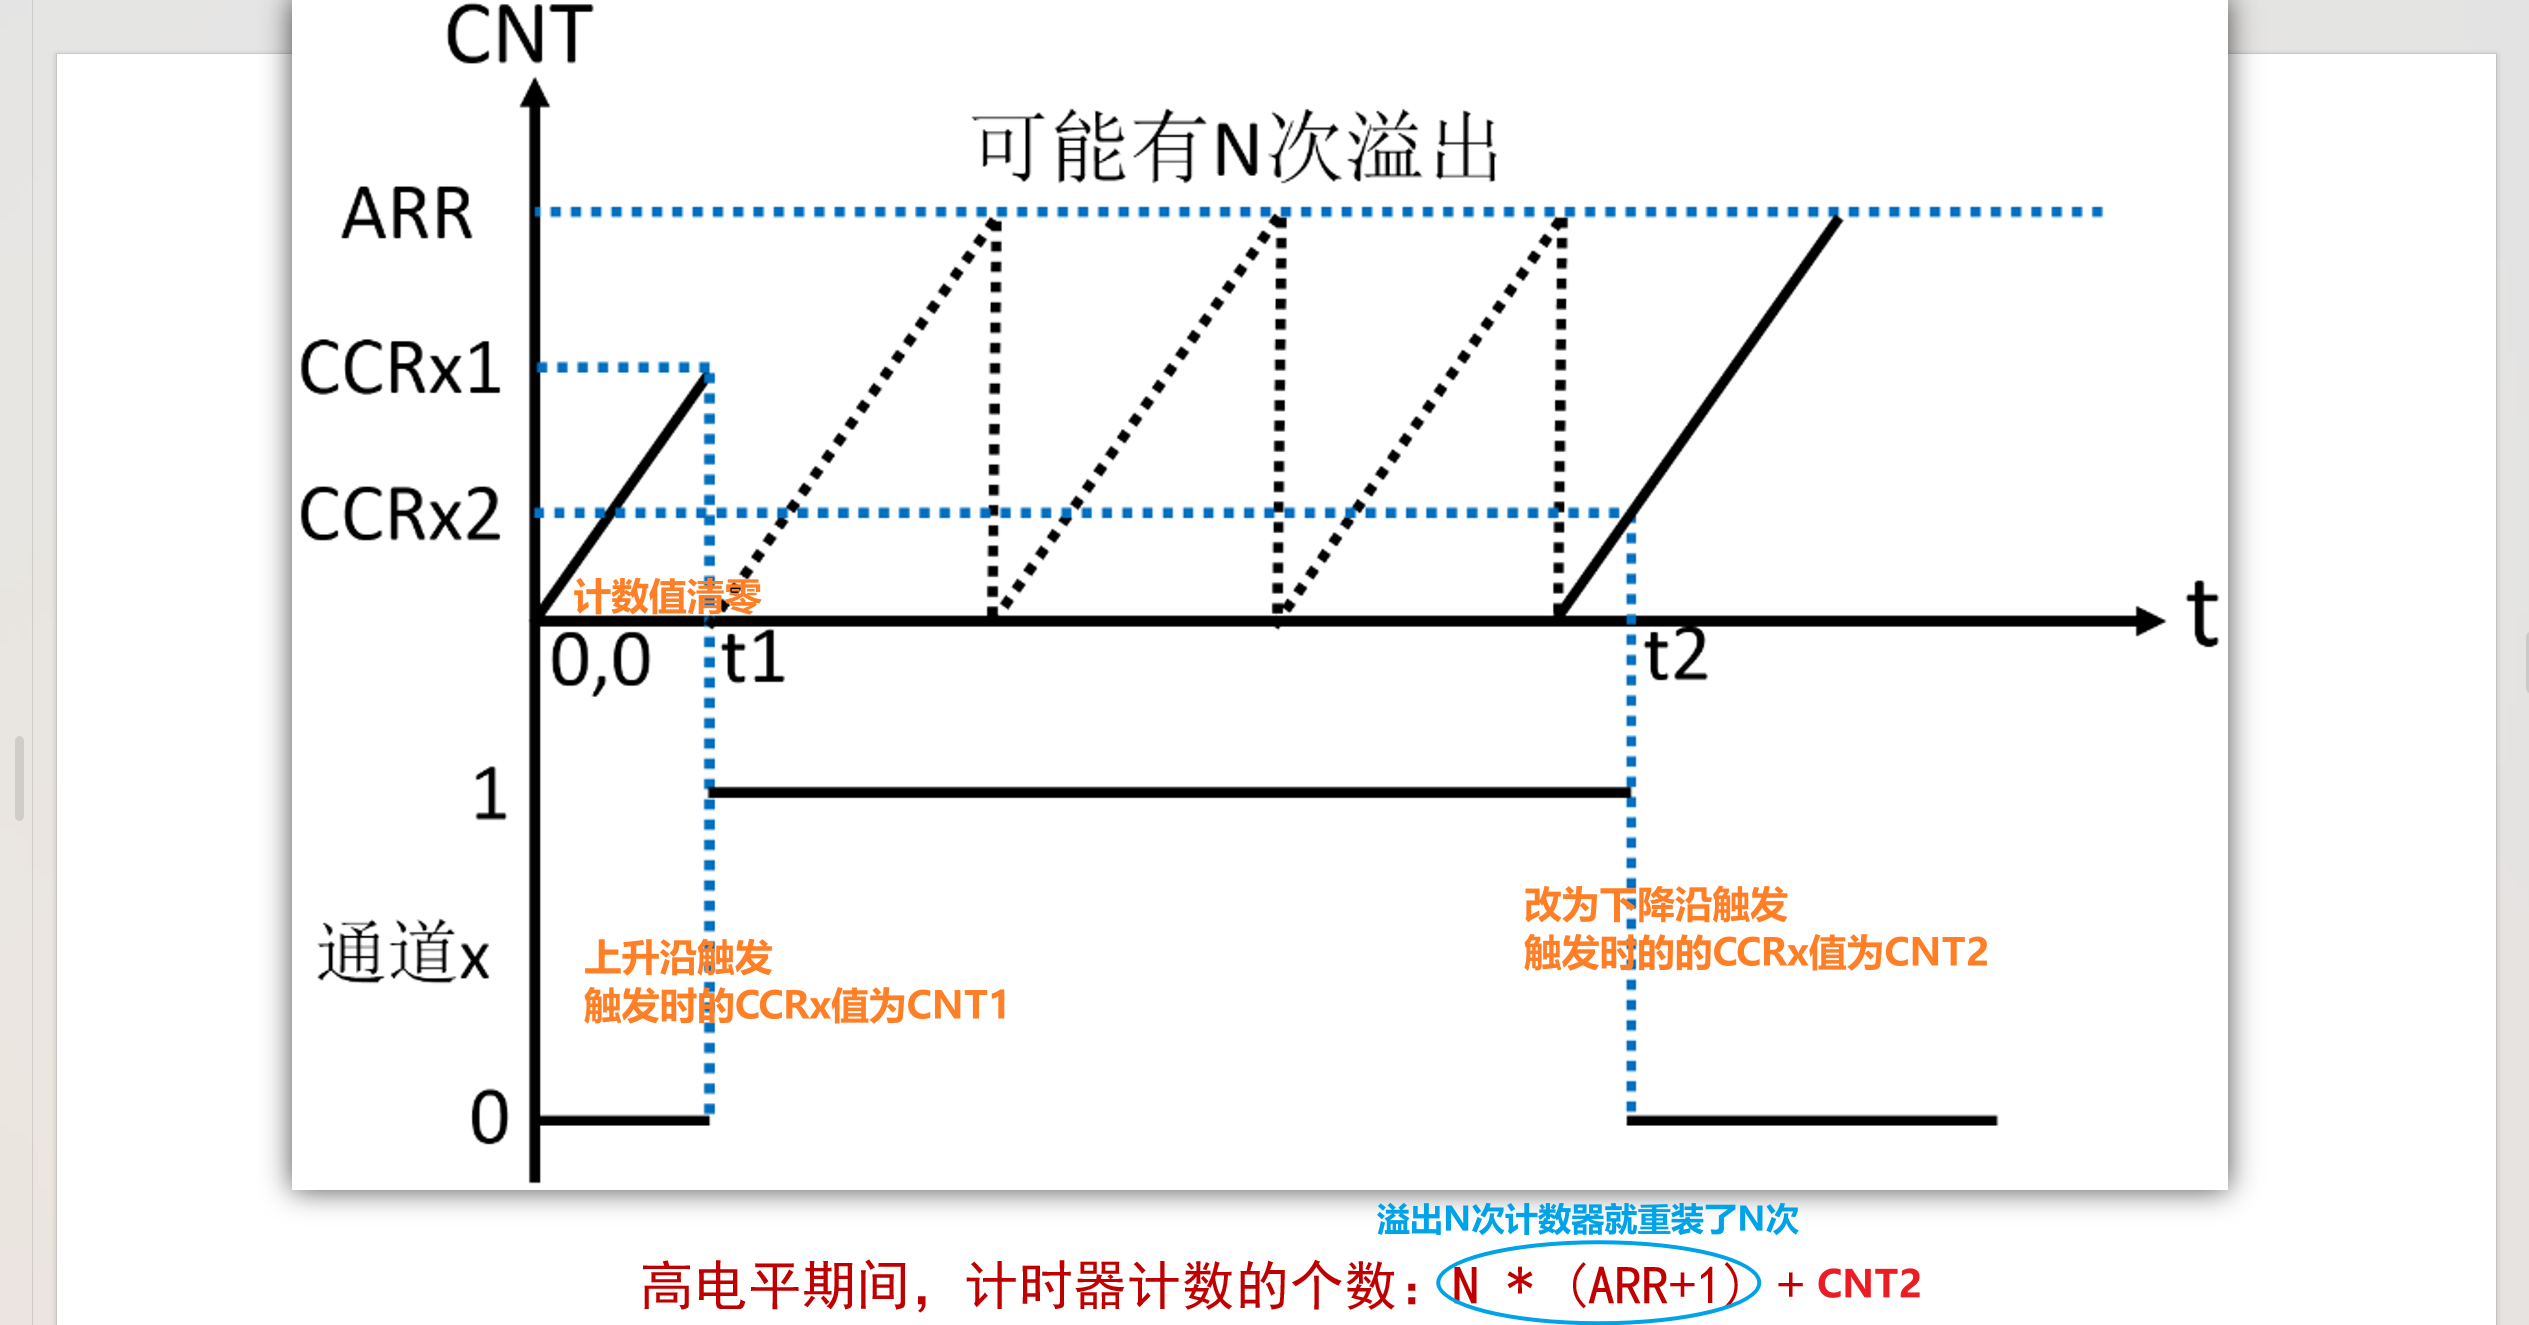 CNT
可能有N次溢出
ARR
CCRx1
CCRx2
计数值清零
t
0,0
t1
t2
1
改为下降沿触发
触发时的的CCRx值为CNT2
通道x
上升沿触发
触发时的CCRx值为CNT1
0
溢出N次计数器就重装了N次
高电平期间，计时器计数的个数：N * （ARR+1） + CNT2